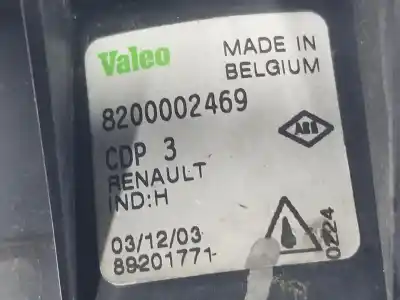 Valeo
MADE IN
BELGIUM
8200002469
CDP 3
RENAULT
IND:H
03/12/03
89201771
0224